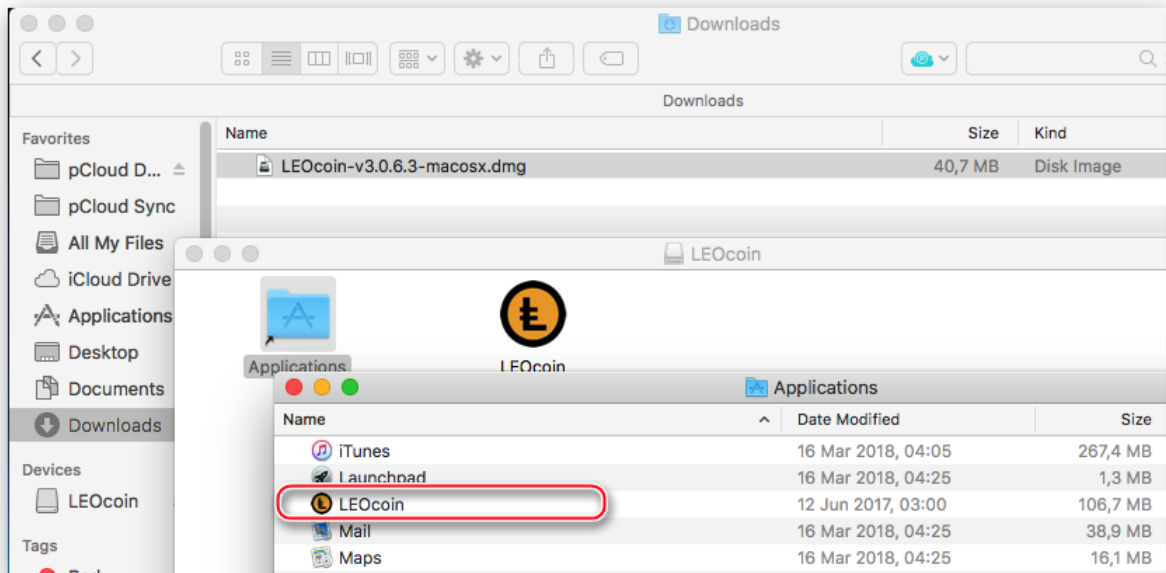 Downloads
Downloads
Favorites
pCloud D...
pCloud Sync
All My Files
iCloud Drive
Applications
Desktop
Documents
Downloads
Devices
LEOcoin
Tags
Name Size Kind
LEOcoin-v3.0.6.3-macosx.dmg 40,7 MB Disk Image
LEOcoin
Applications LEOcoin
Applications
Name Date Modified Size
iTunes 16 Mar 2018, 04:05 267,4 MB
Launchpad 16 Mar 2018, 04:25 1,3 MB
LEOcoin 12 Jun 2017, 03:00 106,7 MB
Mail 16 Mar 2018, 04:25 38,9 MB
Maps 16 Mar 2018, 04:25 16,1 MB